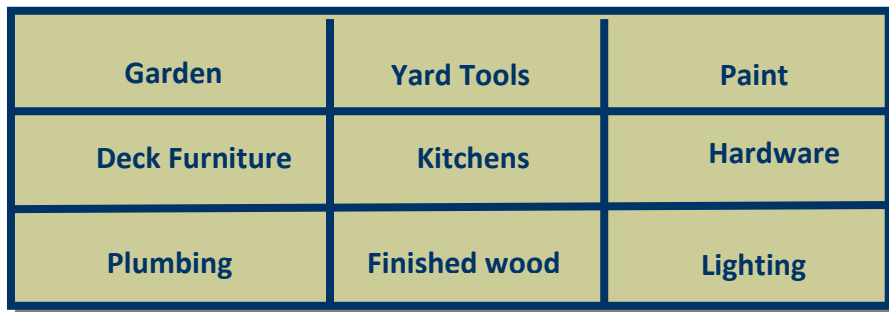 Garden
Yard Tools
Paint
Deck Furniture
Kitchens
Hardware
Plumbing
Finished wood
Lighting